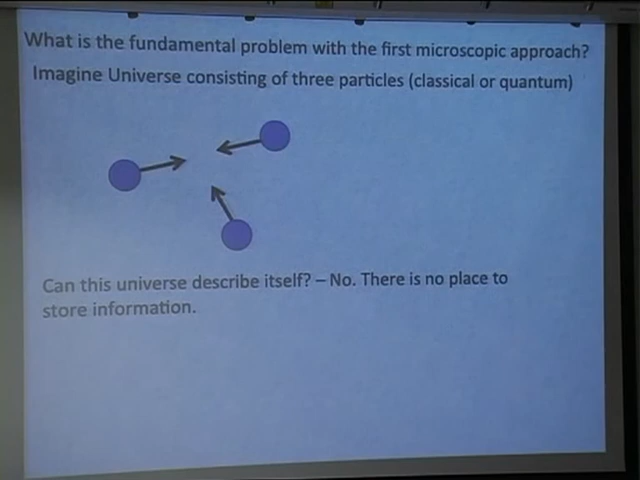 What is the fundamental problem with the first microscopic approach?
Imagine Universe consisting of three particles (classical or quantum)
Can this universe describe itself? – No. There is no place to
store information.